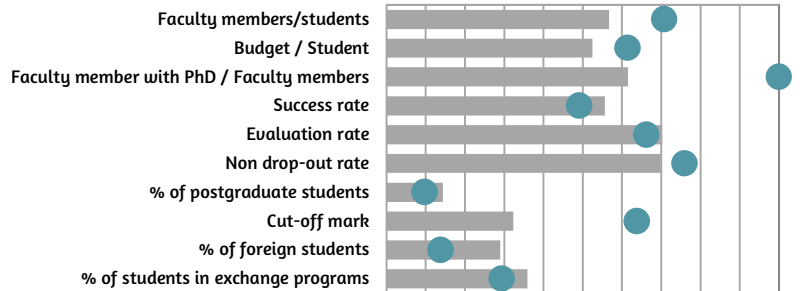 Faculty members/students
Budget / Student
Faculty member with PhD / Faculty members
Success rate
Evaluation rate
Non drop-out rate
% of postgraduate students
Cut-off mark
% of foreign students
% of students in exchange programs